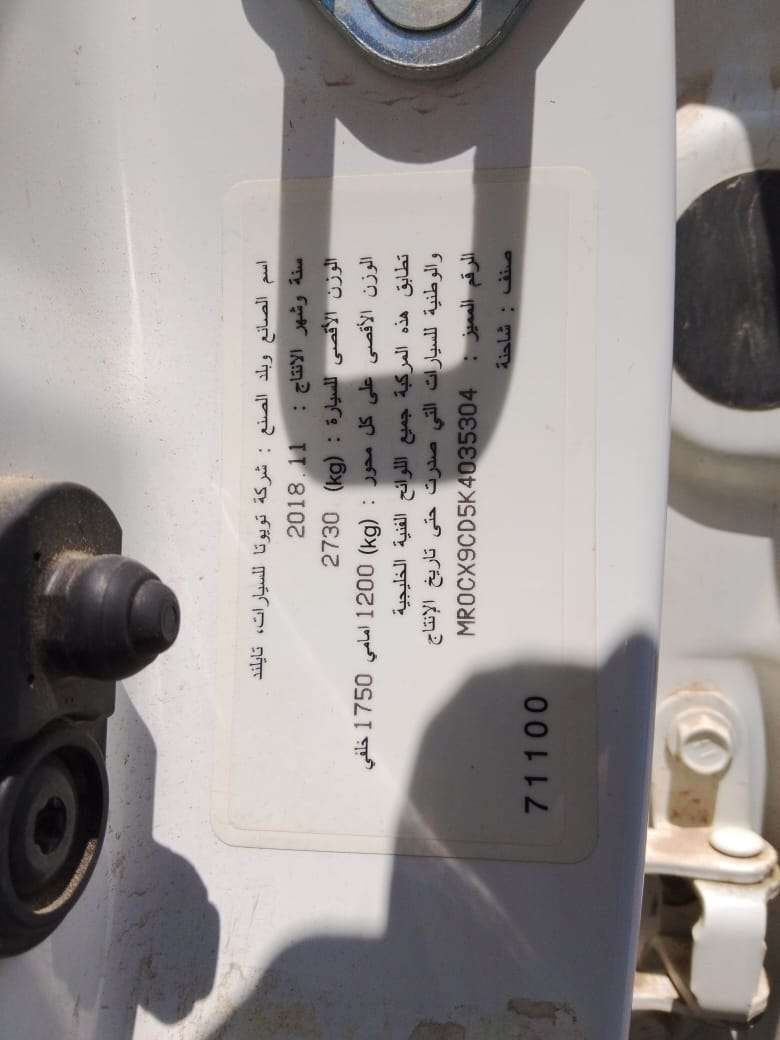 اسم الصانع وبلد الصنع : شركة تويوتا للسيارات، تايلند
سنة وشهر الانتاج : 2018.11
الوزن الأقصى للسيارة : (kg) 2730
الوزن الأقصى على كل محور : (kg) 1200 امامي 1750 خلفي
تطابق هذه المركبة جميع اللوائح الفنية الخليجية
والوطنية للسيارات التي صدرت حتى تاريخ الإنتاج
الرقم المميز : MR0CX9CD5K4035304
صنف : شاحنة
71100